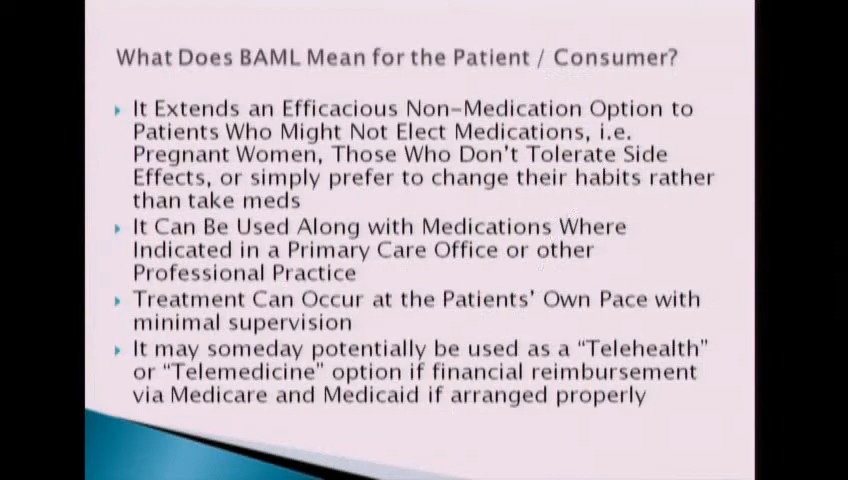 What Does BAML Mean for the Patient / Consumer?
It Extends an Efficacious Non-Medication Option to
Patients Who Might Not Elect Medications, i.e.
Pregnant Women, Those Who Don't Tolerate Side
Effects, or simply prefer to change their habits rather
than take meds
It Can Be Used Along with Medications Where
Indicated in a Primary Care Office or other
Professional Practice
Treatment Can Occur at the Patients' Own Pace with
minimal supervision
It may someday potentially be used as a “Telehealth”
or “Telemedicine” option if financial reimbursement
via Medicare and Medicaid if arranged properly